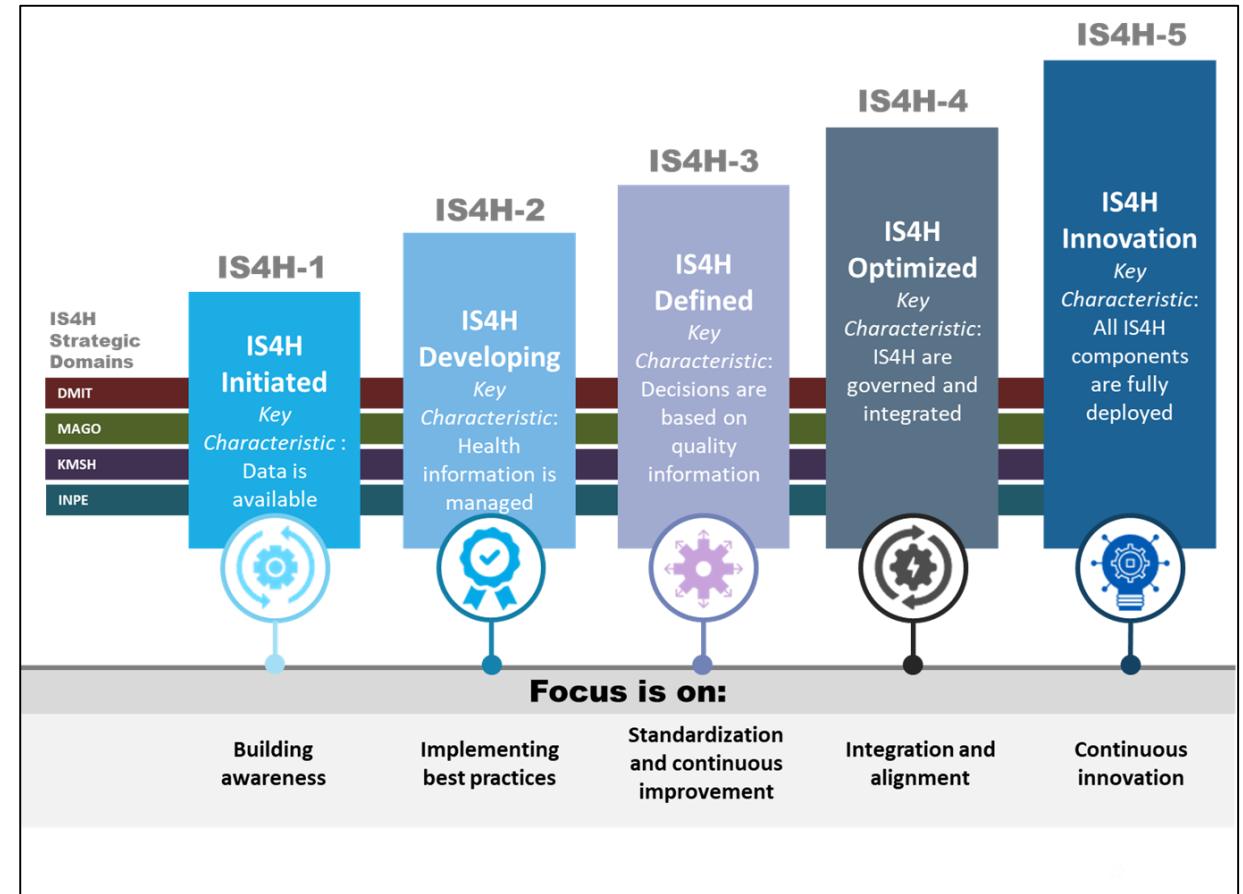 IS4H-1
IS4H-2
IS4H-3
IS4H-4
IS4H-5
IS4H
Strategic
Domains
DMIT
MAGO
KMSH
INPE
IS4H
Initiated
Key
Characteristic :
Data is
available
IS4H
Developing
Key
Characteristic:
Health
information is
managed
IS4H
Defined
Key
Characteristic:
Decisions are
based on
quality
information
IS4H
Optimized
Key
Characteristic:
IS4H are
governed and
integrated
IS4H
Innovation
Key
Characteristic:
All IS4H
components
are fully
deployed
Focus is on:
Building
awareness
Implementing
best practices
Standardization
and continuous
improvement
Integration and
alignment
Continuous
innovation